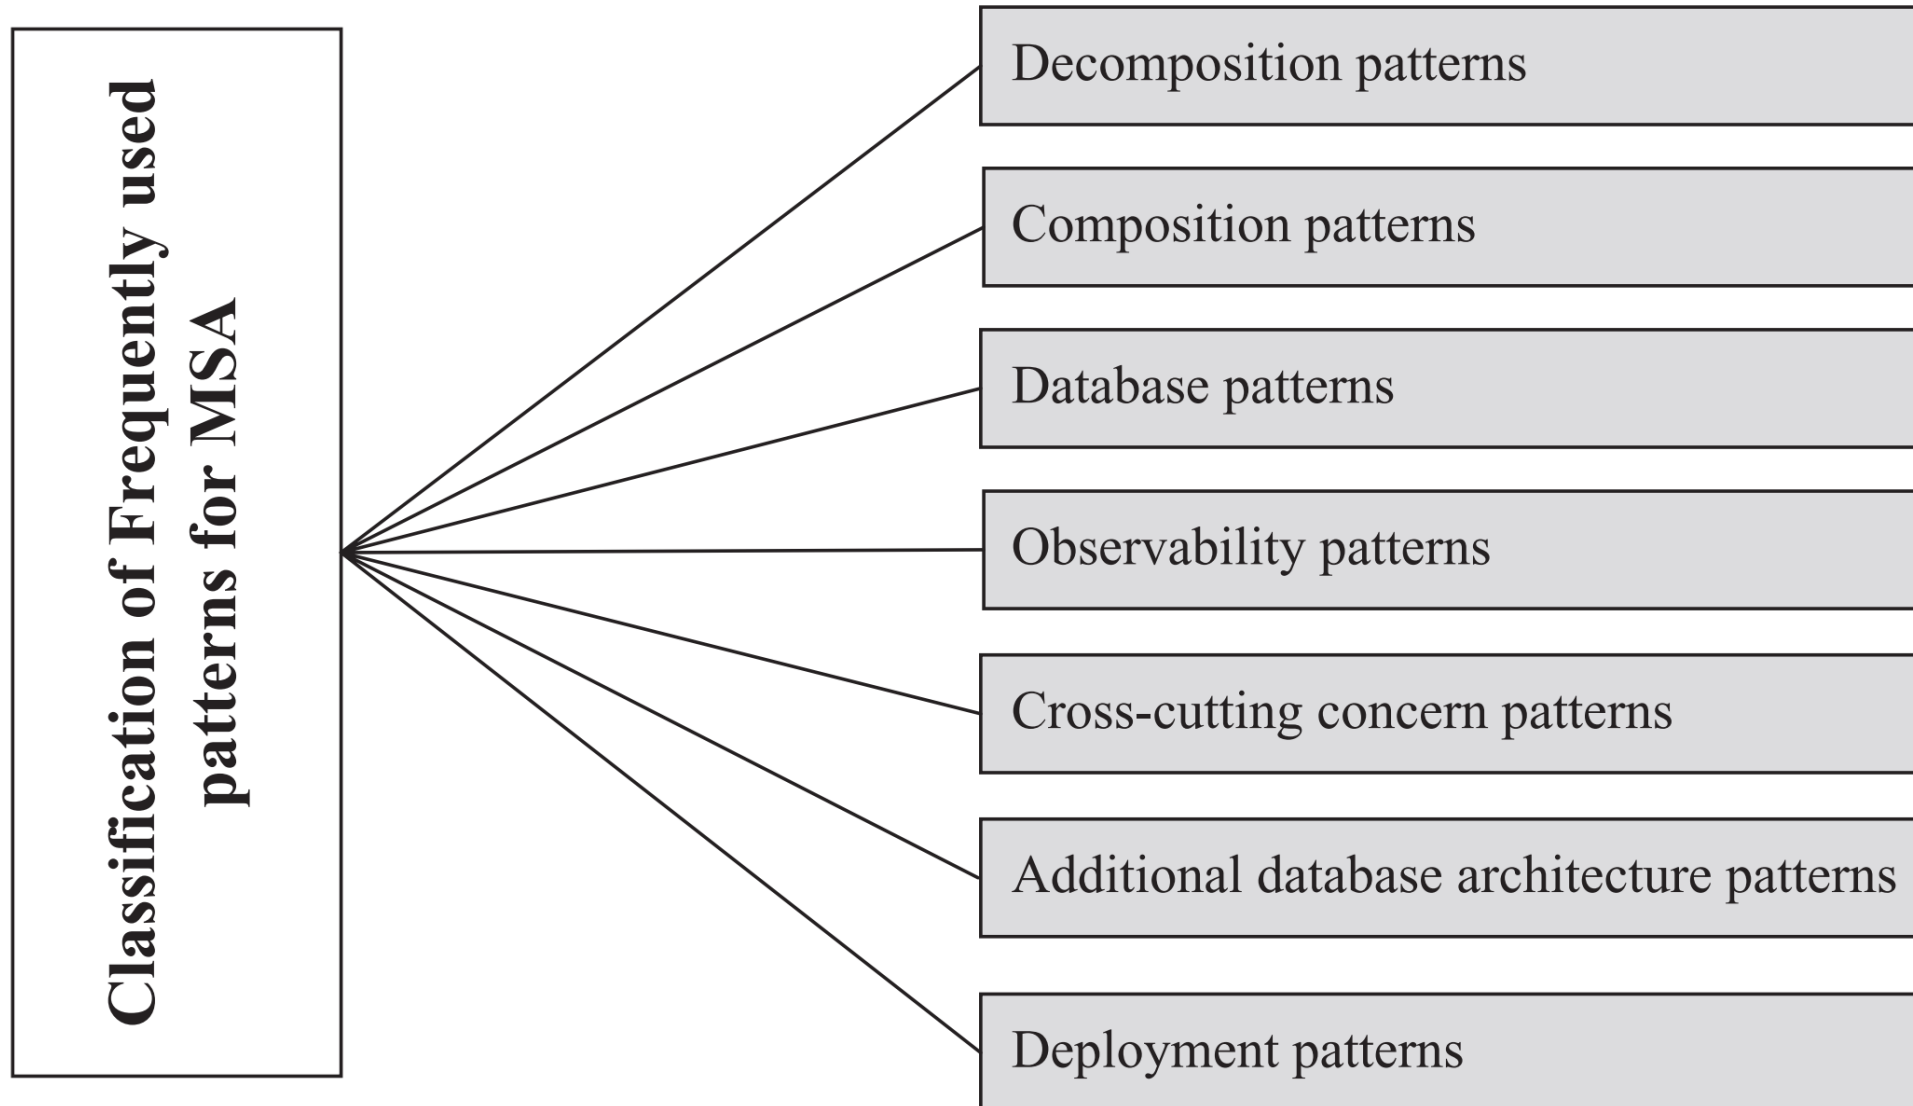 Classification of Frequently used
patterns for MSA
Decomposition patterns
Composition patterns
Database patterns
Observability patterns
Cross-cutting concern patterns
Additional database architecture patterns
Deployment patterns